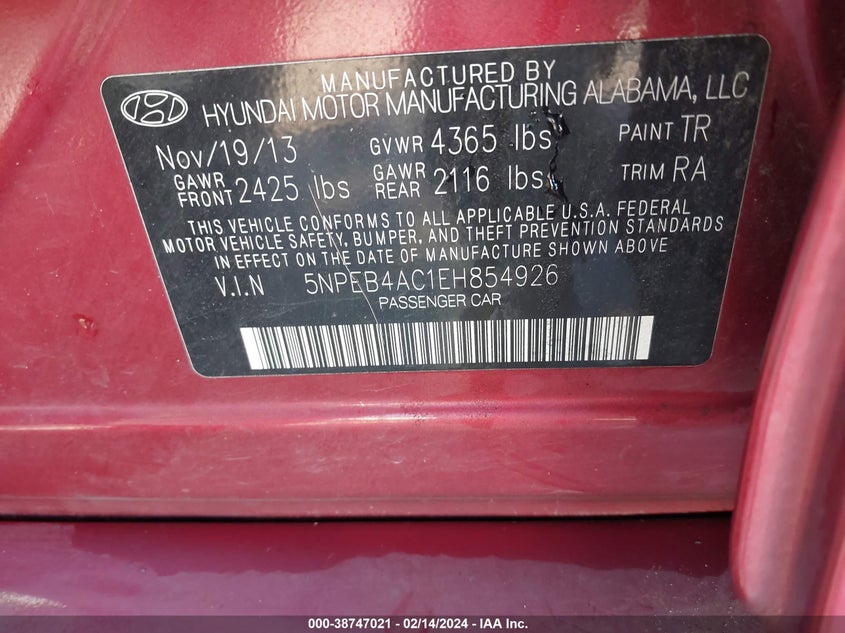 MANUFACTURED BY
HYUNDAI MOTOR MANUFACTURING ALABAMA, LLC
Nov/19/13 GVWR 4365 lbs PAINT TR
GAWR FRONT 2425 lbs GAWR REAR 2116 lbs TRIM RA
THIS VEHICLE CONFORMS TO ALL APPLICABLE U.S.A. FEDERAL
MOTOR VEHICLE SAFETY, BUMPER, AND THEFT PREVENTION STANDARDS
IN EFFECT ON THE DATE OF MANUFACTURE SHOWN ABOVE.
V.I.N 5NPEB4AC1EH854926
PASSENGER CAR
000-38747021 - 02/14/2024 - IAA Inc.